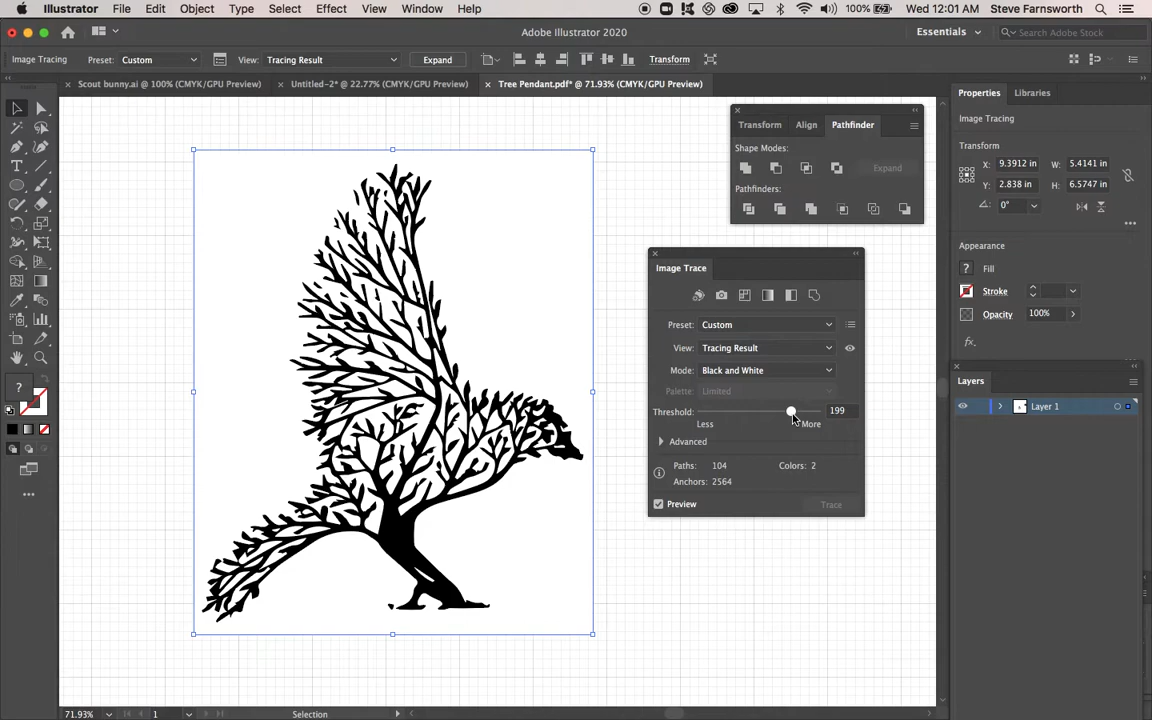 Illustrator File Edit Object Type Select Effect View Window Help 100% Wed 12:01 AM Steve Farnsworth
Adobe Illustrator 2020 Essentials Search Adobe Stock
Image Tracing Preset: Custom View: Tracing Result Expand Transform
× Scout bunny.ai @ 100% (CMYK/GPU Preview) × Untitled-2* @ 22.77% (CMYK/GPU Preview) × Tree Pendant.pdf* @ 71.93% (CMYK/GPU Preview)
Properties Libraries
Image Tracing
Transform
X: 9.3912 in W: 5.4141 in
Y: 2.838 in H: 6.5747 in
0°
Appearance
? Fill
Stroke
Opacity 100%
fx.
Transform Align Pathfinder
Shape Modes:
Expand
Pathfinders:
Image Trace
Preset: Custom
View: Tracing Result
Mode: Black and White
Palette: Limited
Threshold: 199
Less More
Advanced
Paths: 104 Colors: 2
Anchors: 2564
Preview Trace
Layers
Layer 1
?
71.93% 1 Selection